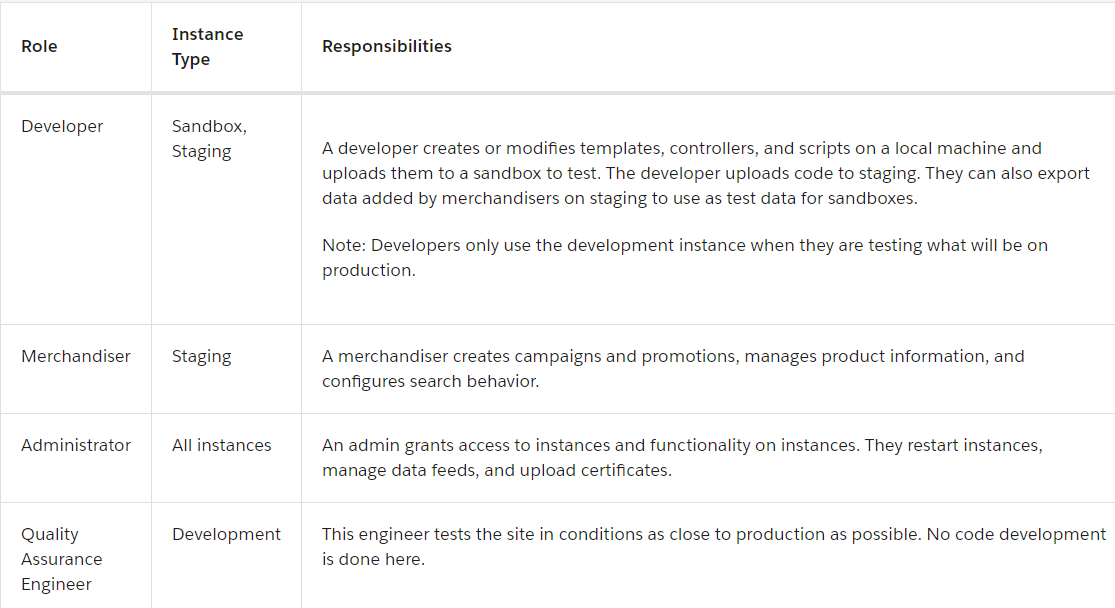 Role
Instance
Type
Responsibilities
Developer
Sandbox,
Staging
A developer creates or modifies templates, controllers, and scripts on a local machine and
uploads them to a sandbox to test. The developer uploads code to staging. They can also export
data added by merchandisers on staging to use as test data for sandboxes.
Note: Developers only use the development instance when they are testing what will be on
production.
Merchandiser
Staging
A merchandiser creates campaigns and promotions, manages product information, and
configures search behavior.
Administrator
All instances
An admin grants access to instances and functionality on instances. They restart instances,
manage data feeds, and upload certificates.
Quality
Assurance
Engineer
Development
This engineer tests the site in conditions as close to production as possible. No code development
is done here.